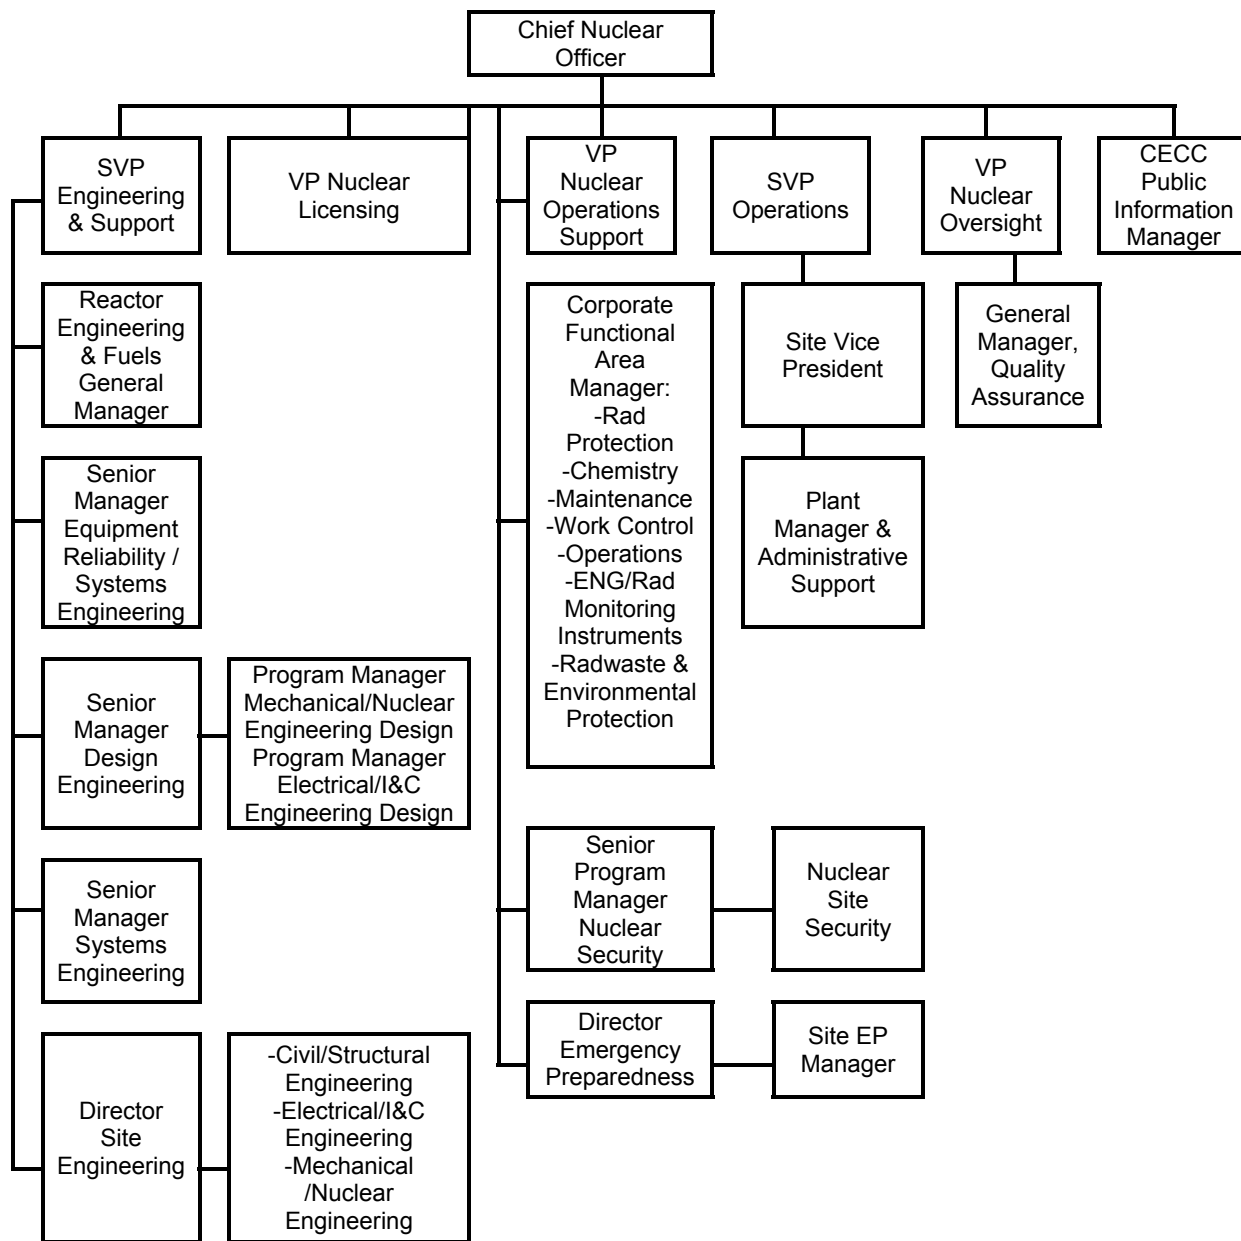 Chief Nuclear
Officer
SVP
Engineering
& Support
VP Nuclear
Licensing
VP
Nuclear
Operations
Support
SVP
Operations
VP
Nuclear
Oversight
CECC
Public
Information
Manager
Reactor
Engineering
& Fuels
General
Manager
Corporate
Functional
Area
Manager:
-Rad
Protection
-Chemistry
-Maintenance
-Work Control
-Operations
-ENG/Rad
Monitoring
Instruments
-Radwaste &
Environmental
Protection
Site Vice
President
General
Manager,
Quality
Assurance
Senior
Manager
Equipment
Reliability /
Systems
Engineering
Plant
Manager &
Administrative
Support
Senior
Manager
Design
Engineering
Program Manager
Mechanical/Nuclear
Engineering Design
Program Manager
Electrical/I&C
Engineering Design
Senior
Manager
Systems
Engineering
Senior
Program
Manager
Nuclear
Security
Nuclear
Site
Security
Director
Emergency
Preparedness
Site EP
Manager
Director
Site
Engineering
-Civil/Structural
Engineering
-Electrical/I&C
Engineering
-Mechanical
/Nuclear
Engineering